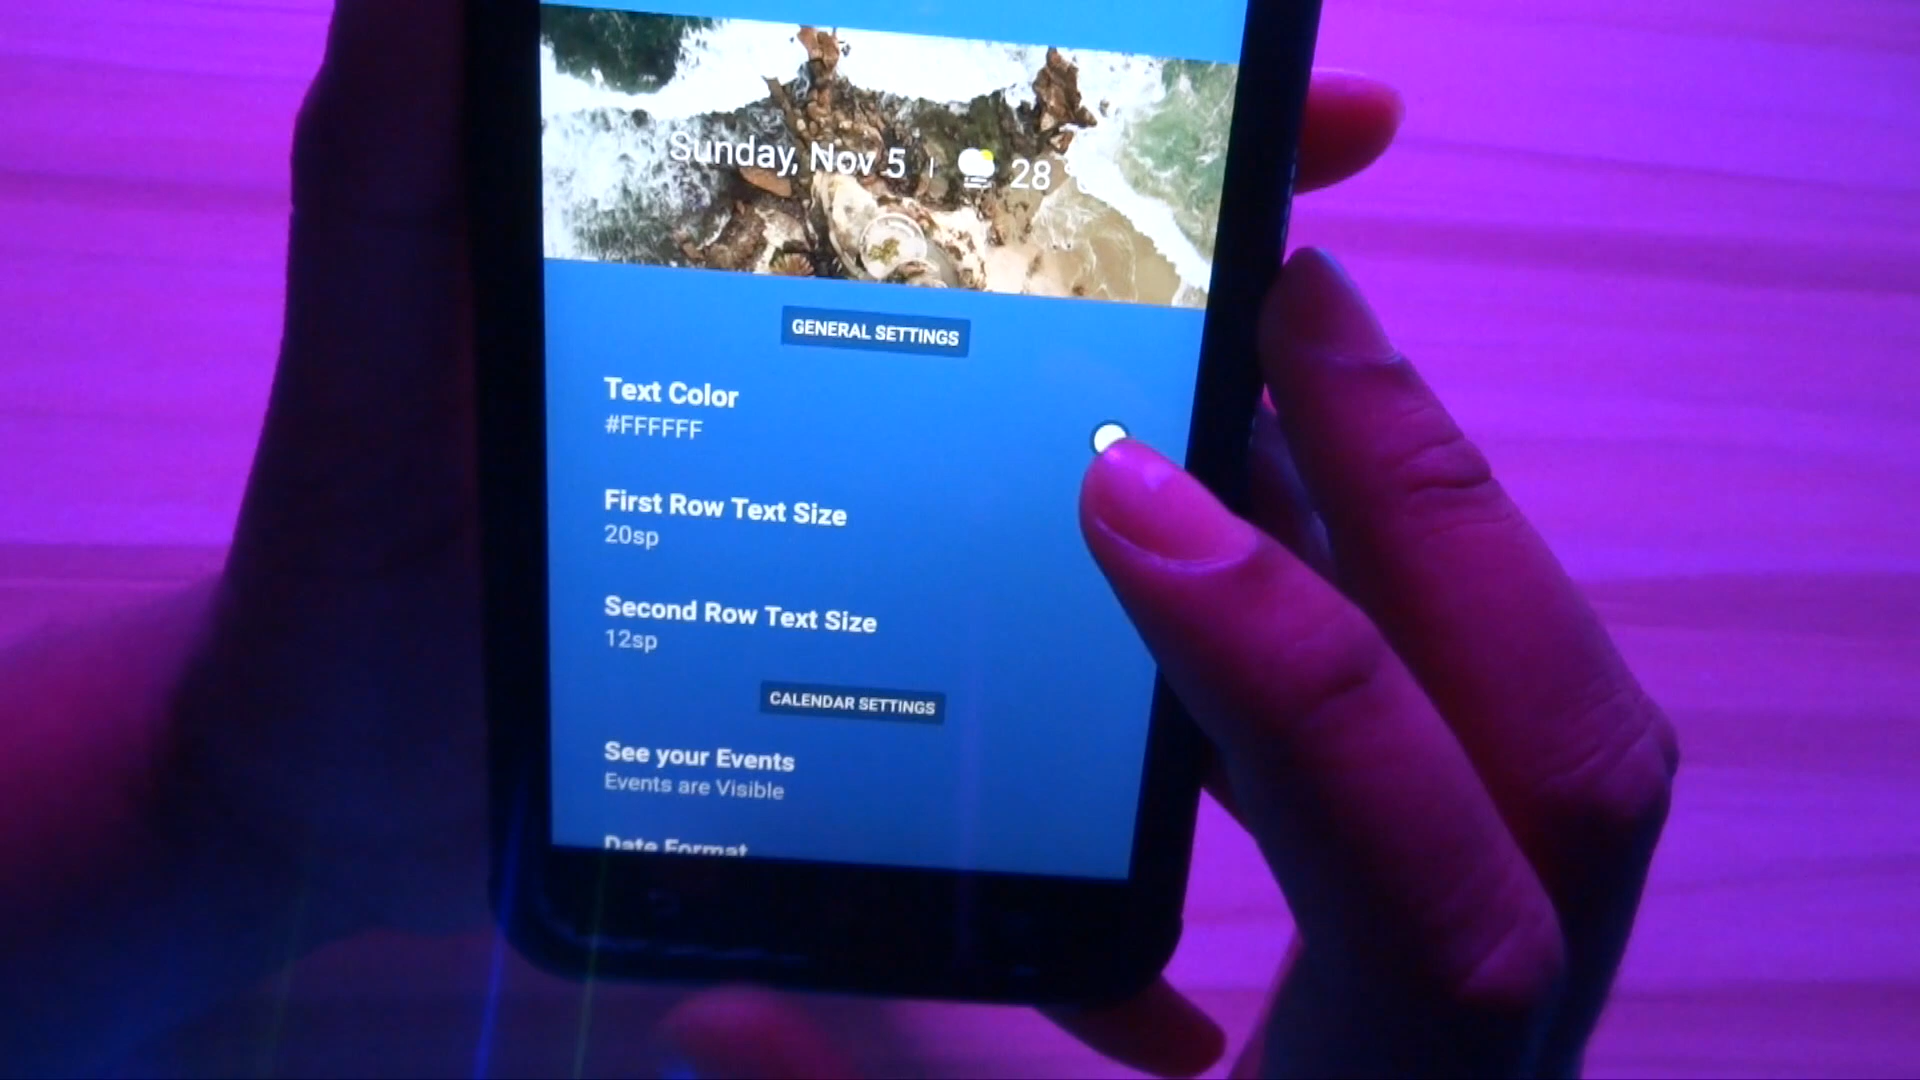 Sunday, Nov 5 | 28 °
GENERAL SETTINGS
Text Color
#FFFFFF
First Row Text Size
20sp
Second Row Text Size
12sp
CALENDAR SETTINGS
See your Events
Events are Visible
Date Format